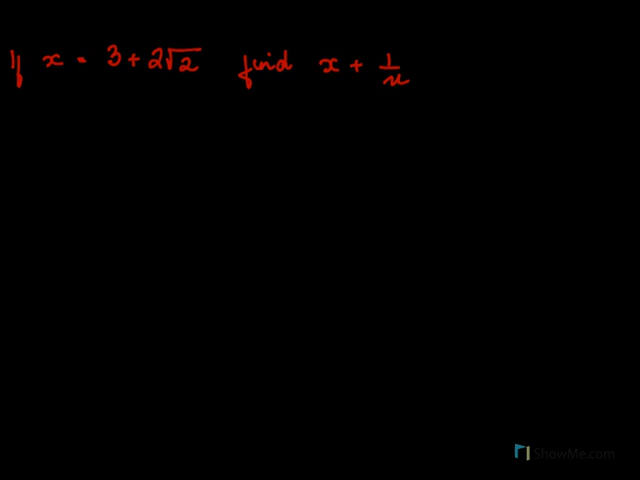 If x = 3 + 2√2 find x + 1/x
ShowMe.com